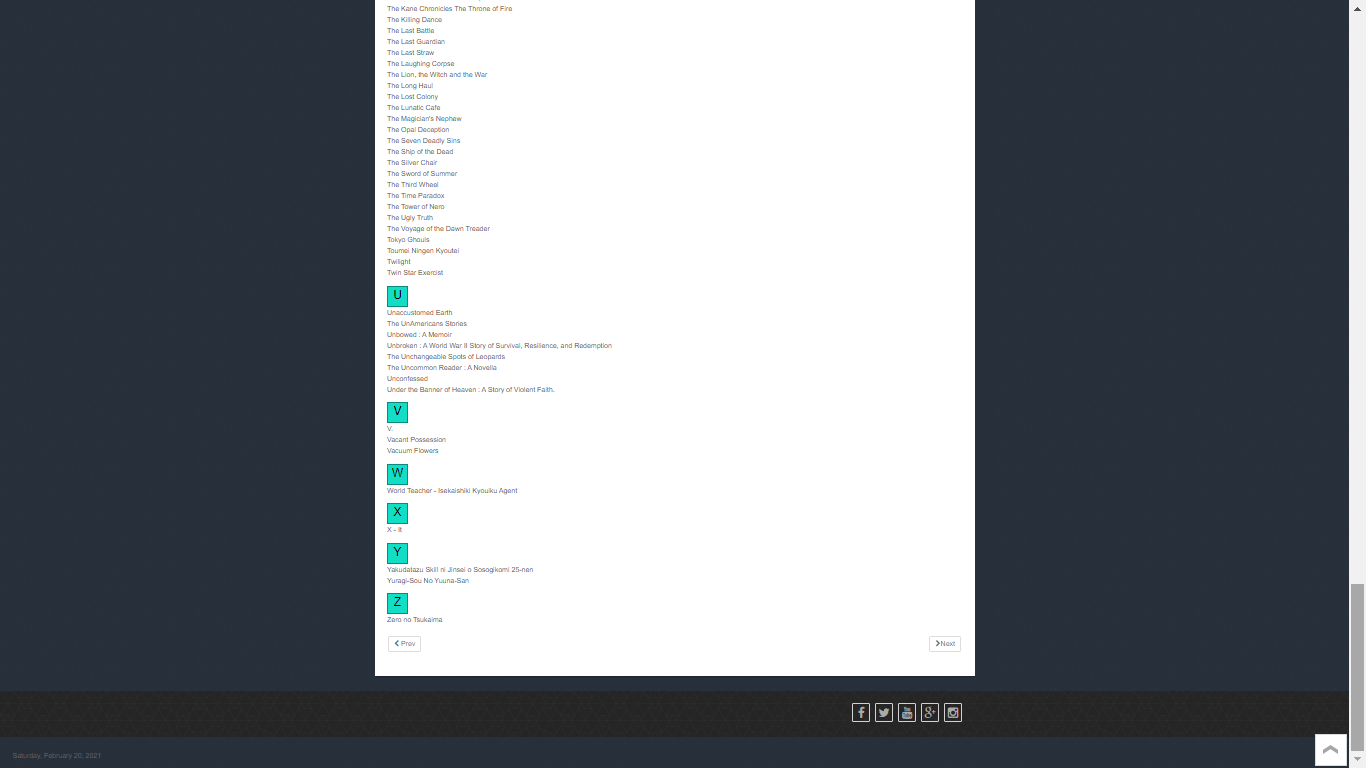 The Kane Chronicles The Throne of Fire
The Killing Dance
The Last Battle
The Last Guardian
The Last Straw
The Laughing Corpse
The Lion, the Witch and the War
The Long Haul
The Lost Colony
The Lunatic Cafe
The Magician's Nephew
The Opal Deception
The Seven Deadly Sins
The Ship of the Dead
The Silver Chair
The Sword of Summer
The Third Wheel
The Time Paradox
The Tower of Nero
The Ugly Truth
The Voyage of the Dawn Treader
Tokyo Ghouls
Toumei Ningen Kyoutei
Twilight
Twin Star Exercist
U
Unaccustomed Earth
The UnAmericans Stories
Unbowed : A Memoir
Unbroken : A World War II Story of Survival, Resilience, and Redemption
The Unchangeable Spots of Leopards
The Uncommon Reader : A Novella
Unconfessed
Under the Banner of Heaven : A Story of Violent Faith.
V
V.
Vacant Possession
Vacuum Flowers
W
World Teacher - Isekaishiki Kyouiku Agent
X
X - It
Y
Yakudatazu Skill ni Jinsei o Sosogikomi 25-nen
Yuragi-Sou No Yuuna-San
Z
Zero no Tsukaima
Prev
Next
Saturday, February 20, 2021